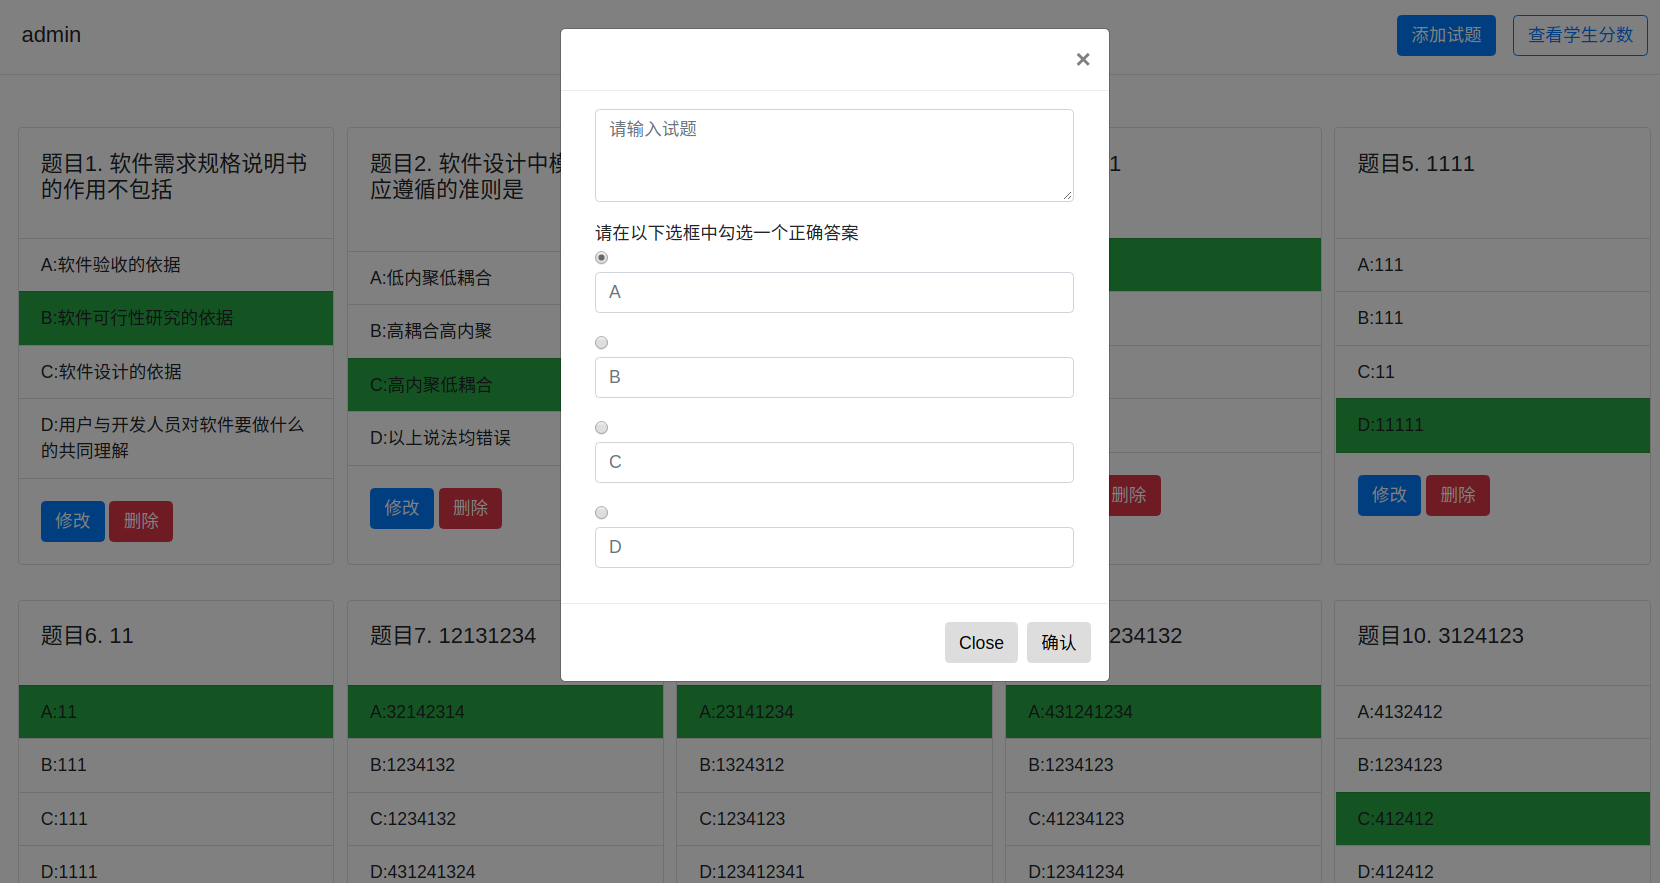 admin
添加试题
查看学生分数
×
请输入试题
请在以下选框中勾选一个正确答案
A
B
C
D
Close
确认
题目1. 软件需求规格说明书
的作用不包括
A:软件验收的依据
B:软件可行性研究的依据
C:软件设计的依据
D:用户与开发人员对软件要做什么
的共同理解
修改
删除
题目2. 软件设计中
应遵循的准则是
A:低内聚低耦合
B:高耦合高内聚
C:高内聚低耦合
D:以上说法均错误
修改
删除
1
删除
题目5. 1111
A:111
B:111
C:11
D:11111
修改
删除
题目6. 11
A:11
B:111
C:111
D:1111
题目7. 12131234
A:32142314
B:1234132
C:1234132
D:431241324
A:23141234
B:1324312
C:1234123
D:123412341
234132
A:431241234
B:1234123
C:41234123
D:12341234
题目10. 3124123
A:4132412
B:1234123
C:412412
D:412412